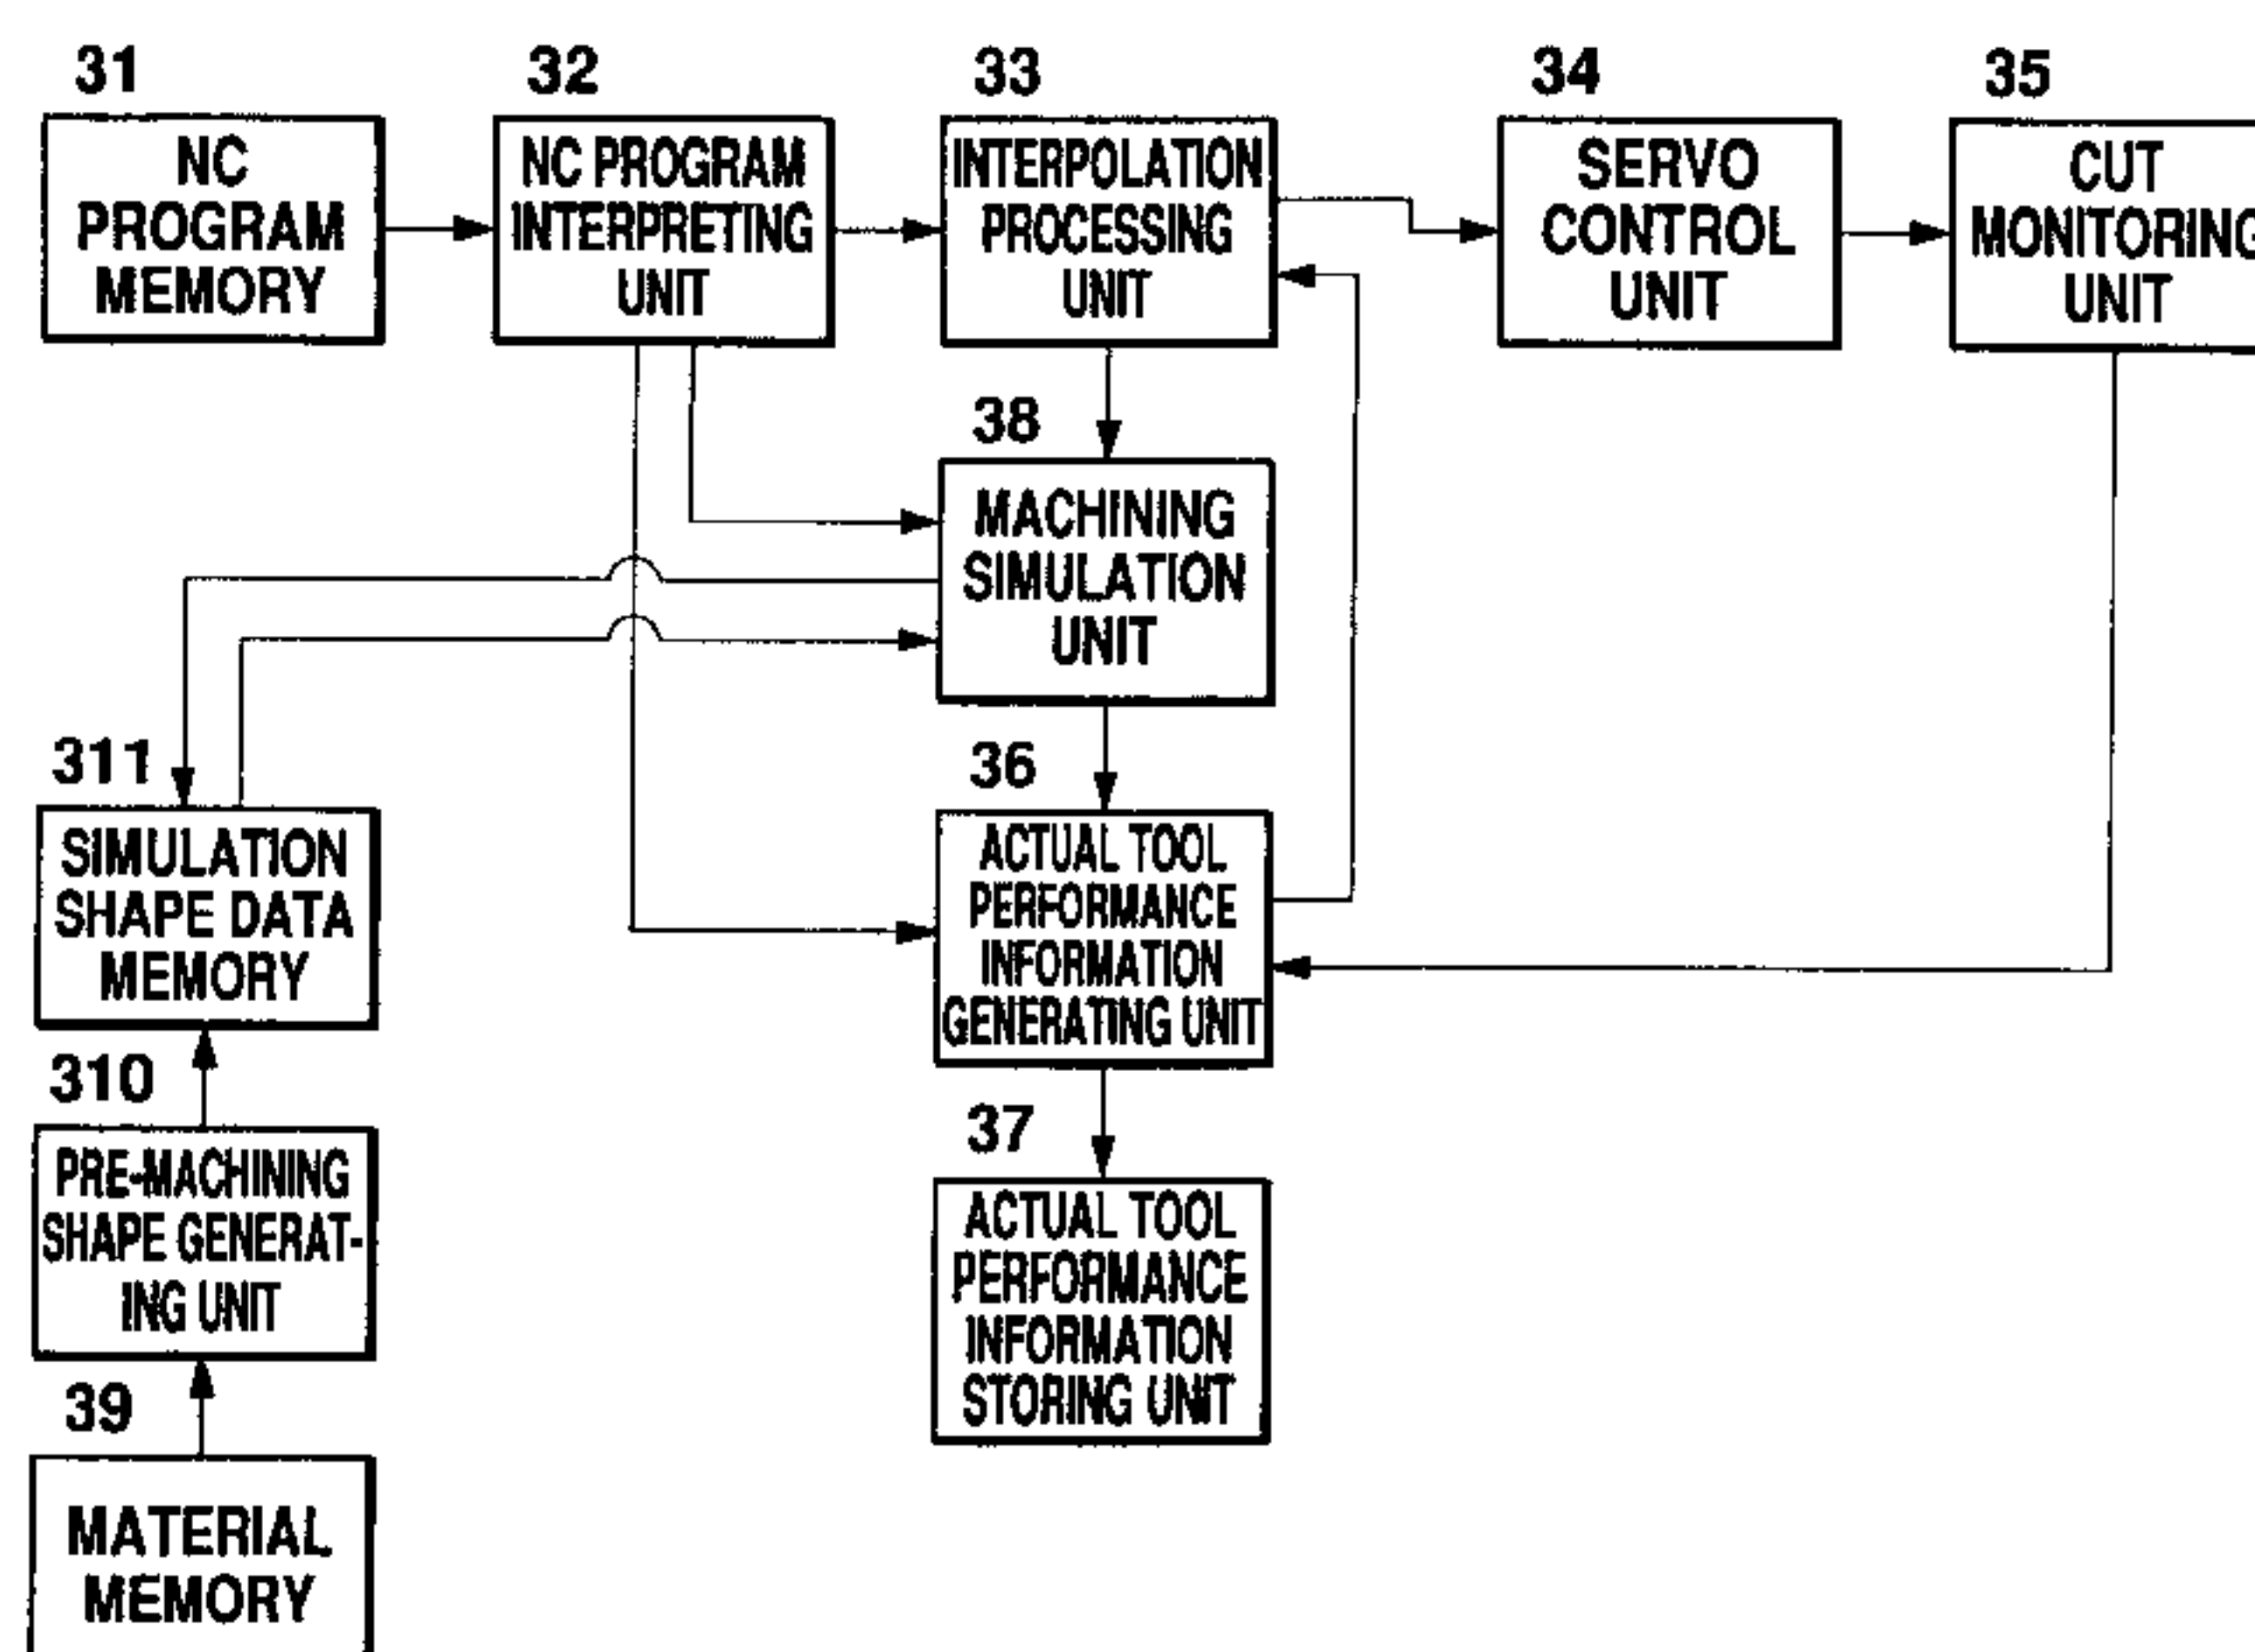 31
NC
PROGRAM
MEMORY
32
NC PROGRAM
INTERPRETING
UNIT
33
INTERPOLATION
PROCESSING
UNIT
34
SERVO
CONTROL
UNIT
35
CUT
MONITORING
UNIT
38
MACHINING
SIMULATION
UNIT
311
SIMULATION
SHAPE DATA
MEMORY
36
ACTUAL TOOL
PERFORMANCE
INFORMATION
GENERATING UNIT
310
PRE-MACHINING
SHAPE GENERAT-
ING UNIT
37
ACTUAL TOOL
PERFORMANCE
INFORMATION
STORING UNIT
39
MATERIAL
MEMORY